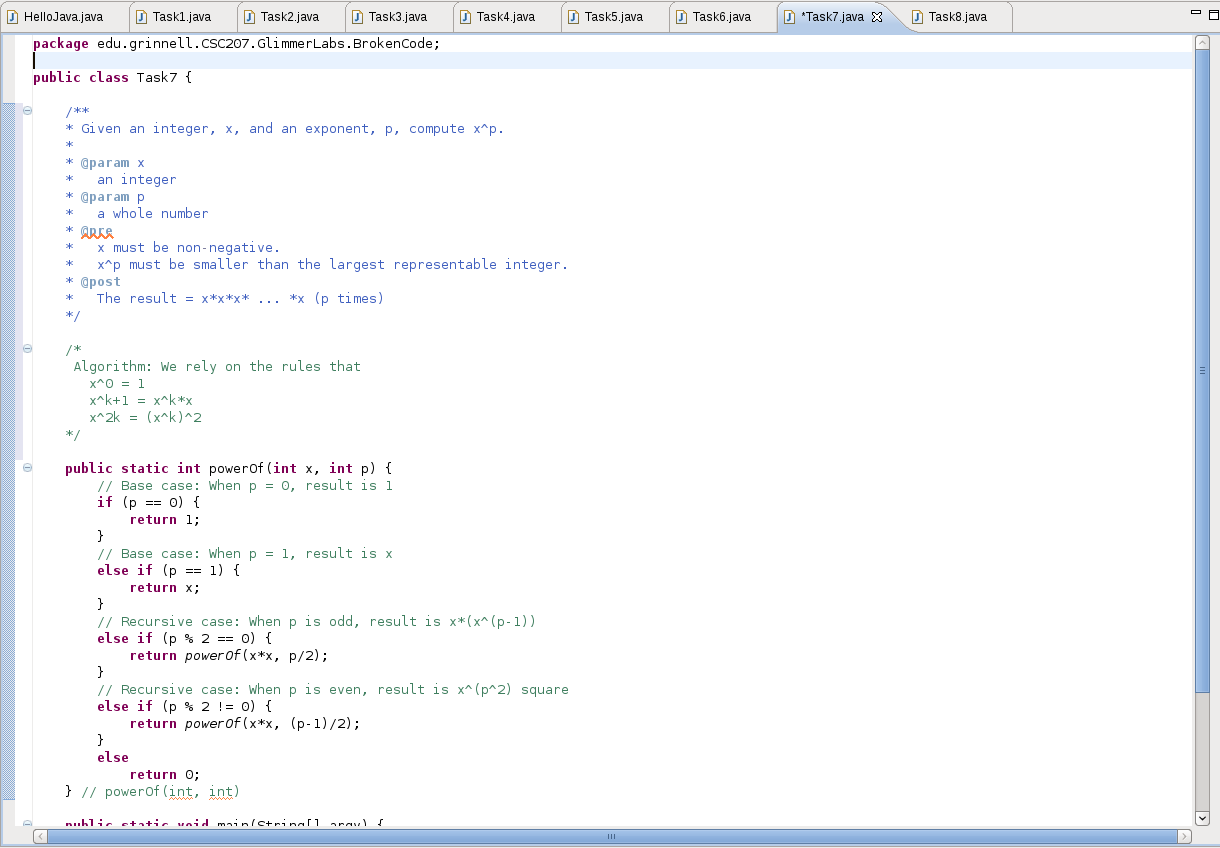 HelloJava.java Task1.java Task2.java Task3.java Task4.java Task5.java Task6.java *Task7.java Task8.java
package edu.grinnell.CSC207.GlimmerLabs.BrokenCode;
public class Task7 {
/**
* Given an integer, x, and an exponent, p, compute x^p.
*
* @param x
* an integer
* @param p
* a whole number
* @pre
* x must be non-negative.
* x^p must be smaller than the largest representable integer.
* @post
* The result = x*x*x* ... *x (p times)
*/
/*
Algorithm: We rely on the rules that
x^0 = 1
x^k+1 = x^k*x
x^2k = (x^k)^2
*/
public static int powerOf(int x, int p) {
// Base case: When p = 0, result is 1
if (p == 0) {
return 1;
}
// Base case: When p = 1, result is x
else if (p == 1) {
return x;
}
// Recursive case: When p is odd, result is x*(x^(p-1))
else if (p % 2 == 0) {
return powerOf(x*x, p/2);
}
// Recursive case: When p is even, result is x^(p^2) square
else if (p % 2 != 0) {
return powerOf(x*x, (p-1)/2);
}
else
return 0;
} // powerOf(int, int)
public static void main(String[] argv) {